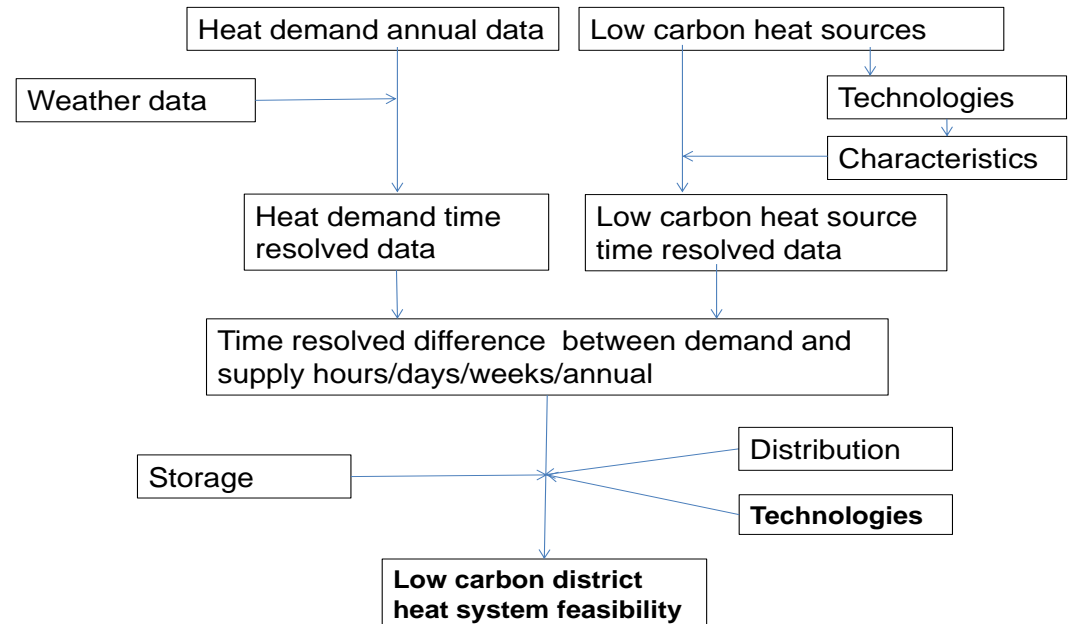 Heat demand annual data
Low carbon heat sources
Weather data
Technologies
Characteristics
Heat demand time
resolved data
Low carbon heat source
time resolved data
Time resolved difference  between demand and
supply hours/days/weeks/annual
Storage
Distribution
Technologies
Low carbon district
heat system feasibility